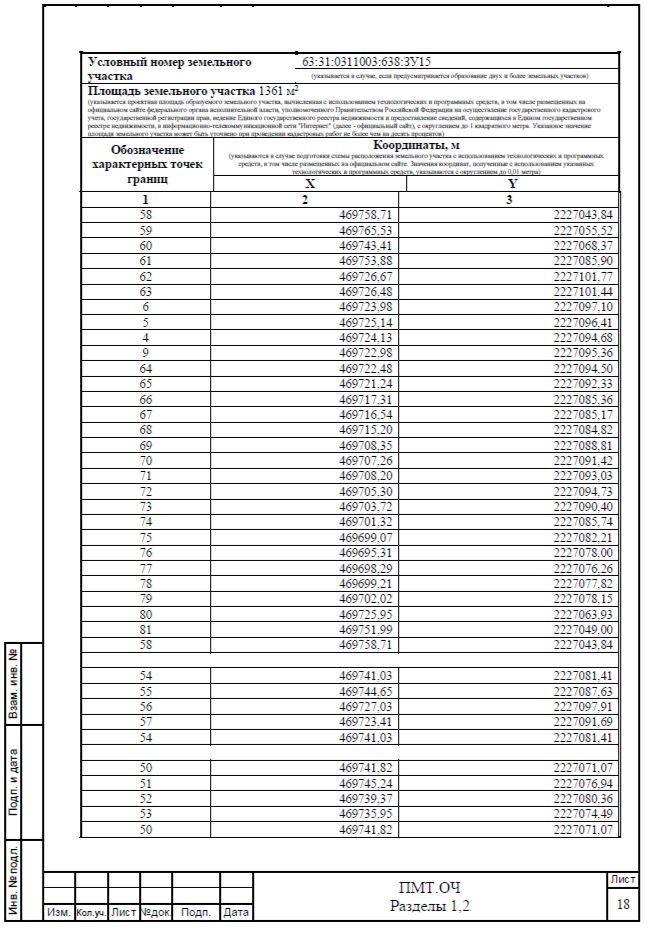 Условный номер земельного участка 63:31:0311003:638:ЗУ15
(указывается в случае, если предусматривается образование двух и более земельных участков)
Площадь земельного участка 1361 м²
(указывается проектная площадь образуемого земельного участка, вычисленная с использованием технологических и программных средств, в том числе размещенных на
официальном сайте федерального органа исполнительной власти, уполномоченного Правительством Российской Федерации на осуществление государственного кадастрового
учета, государственной регистрации прав, ведение Единого государственного реестра недвижимости и предоставление сведений, содержащихся в Едином государственном
реестре недвижимости, в информационно-телекоммуникационной сети "Интернет" (далее - официальный сайт), с округлением до 1 квадратного метра. Указанное значение
площади земельного участка может быть уточнено при проведении кадастровых работ не более чем на десять процентов)
Обозначение
характерных точек
границ
Координаты, м
(указываются в случае подготовки схемы расположения земельного участка с использованием технологических и программных
средств, в том числе размещенных на официальном сайте. Значения координат, полученные с использованием указанных
технологических и программных средств, указываются с округлением до 0,01 метра)
X Y
1 2 3
58 469758,71 2227043,84
59 469765,53 2227055,52
60 469743,41 2227068,37
61 469753,88 2227085,90
62 469726,67 2227101,77
63 469726,48 2227101,44
6 469723,98 2227097,10
5 469725,14 2227096,41
4 469724,13 2227094,68
9 469722,98 2227095,36
64 469722,48 2227094,50
65 469721,24 2227092,33
66 469717,31 2227085,36
67 469716,54 2227085,17
68 469715,20 2227084,82
69 469708,35 2227088,81
70 469707,26 2227091,42
71 469708,20 2227093,03
72 469705,30 2227094,73
73 469703,72 2227090,40
74 469701,32 2227085,74
75 469699,07 2227082,21
76 469695,31 2227078,00
77 469698,29 2227076,26
78 469699,21 2227077,82
79 469702,02 2227078,15
80 469725,95 2227063,93
81 469751,99 2227049,00
58 469758,71 2227043,84
54 469741,03 2227081,41
55 469744,65 2227087,63
56 469727,03 2227097,91
57 469723,41 2227091,69
54 469741,03 2227081,41
50 469741,82 2227071,07
51 469745,24 2227076,94
52 469739,37 2227080,36
53 469735,95 2227074,49
50 469741,82 2227071,07
Взам. инв. №
Подп. и дата
Инв. № подл.
Изм. Кол.уч. Лист №док. Подп. Дата
ПМТ.ОЧ
Разделы 1,2
Лист
18